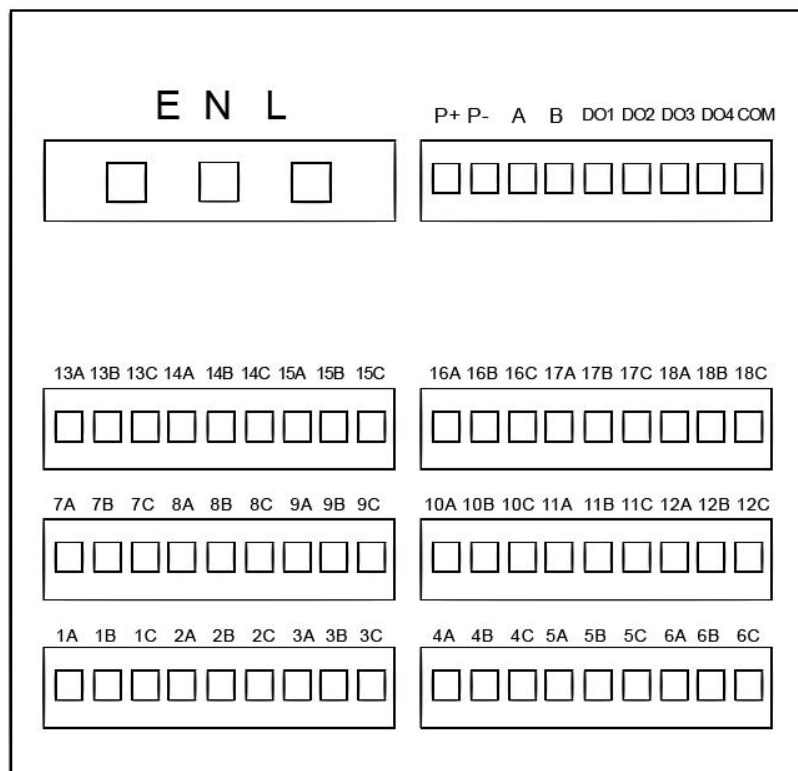 E N L
P+ P- A B DO1 DO2 DO3 DO4 COM
13A 13B 13C 14A 14B 14C 15A 15B 15C
16A 16B 16C 17A 17B 17C 18A 18B 18C
7A 7B 7C 8A 8B 8C 9A 9B 9C
10A 10B 10C 11A 11B 11C 12A 12B 12C
1A 1B 1C 2A 2B 2C 3A 3B 3C
4A 4B 4C 5A 5B 5C 6A 6B 6C